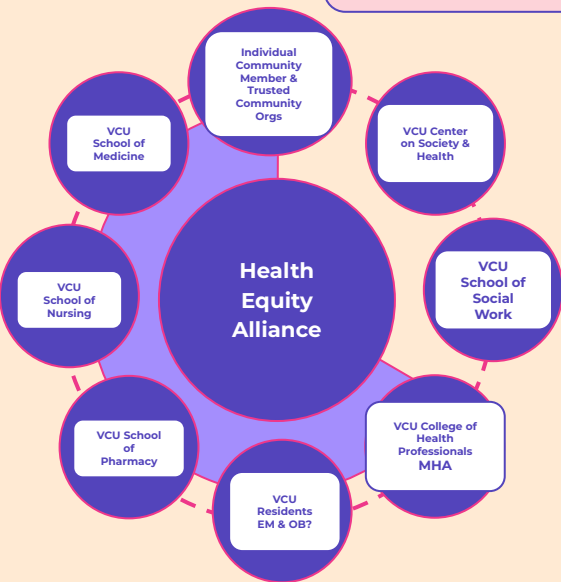 Individual
Community
Member &
Trusted
Community
Orgs
VCU Center
on Society &
Health
VCU
School of
Social
Work
VCU College of
Health
Professionals
MHA
VCU
Residents
EM & OB?
VCU School
of
Pharmacy
VCU
School of
Nursing
VCU
School of
Medicine
Health
Equity
Alliance